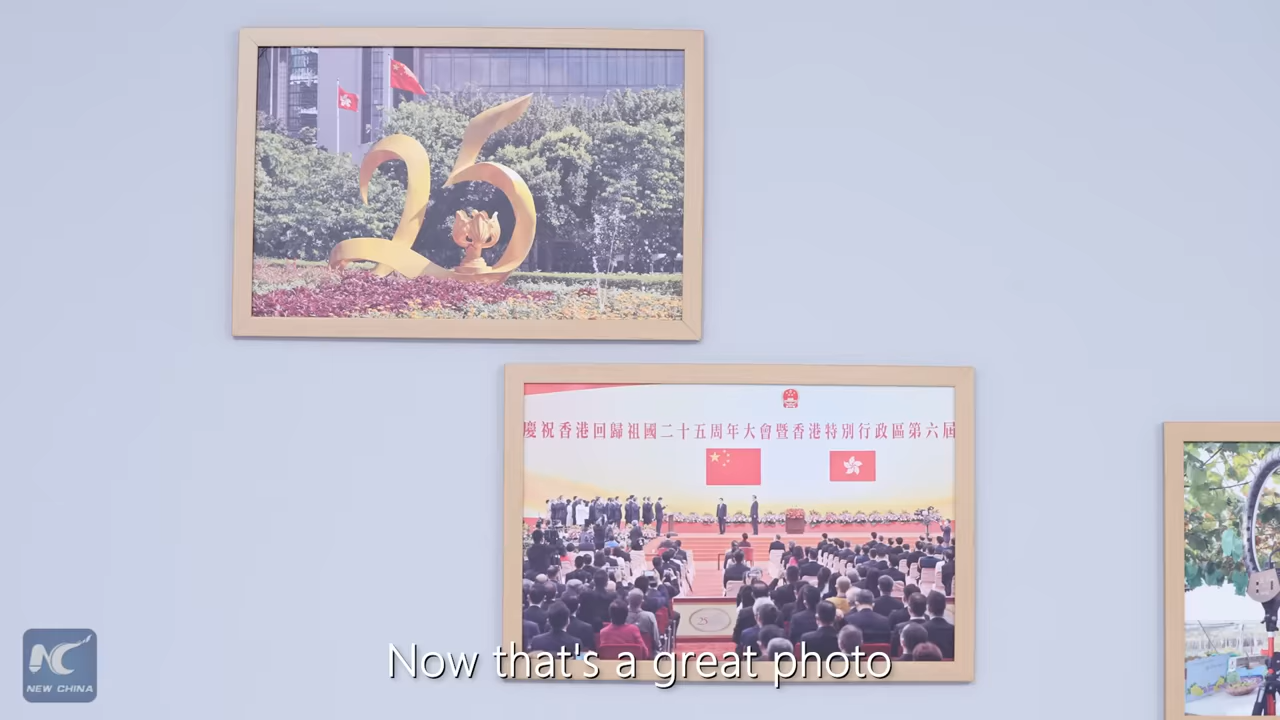 25
慶祝香港回歸祖國二十五周年大會暨香港特別行政區第六屆
Now that's a great photo
NC
NEW CHINA